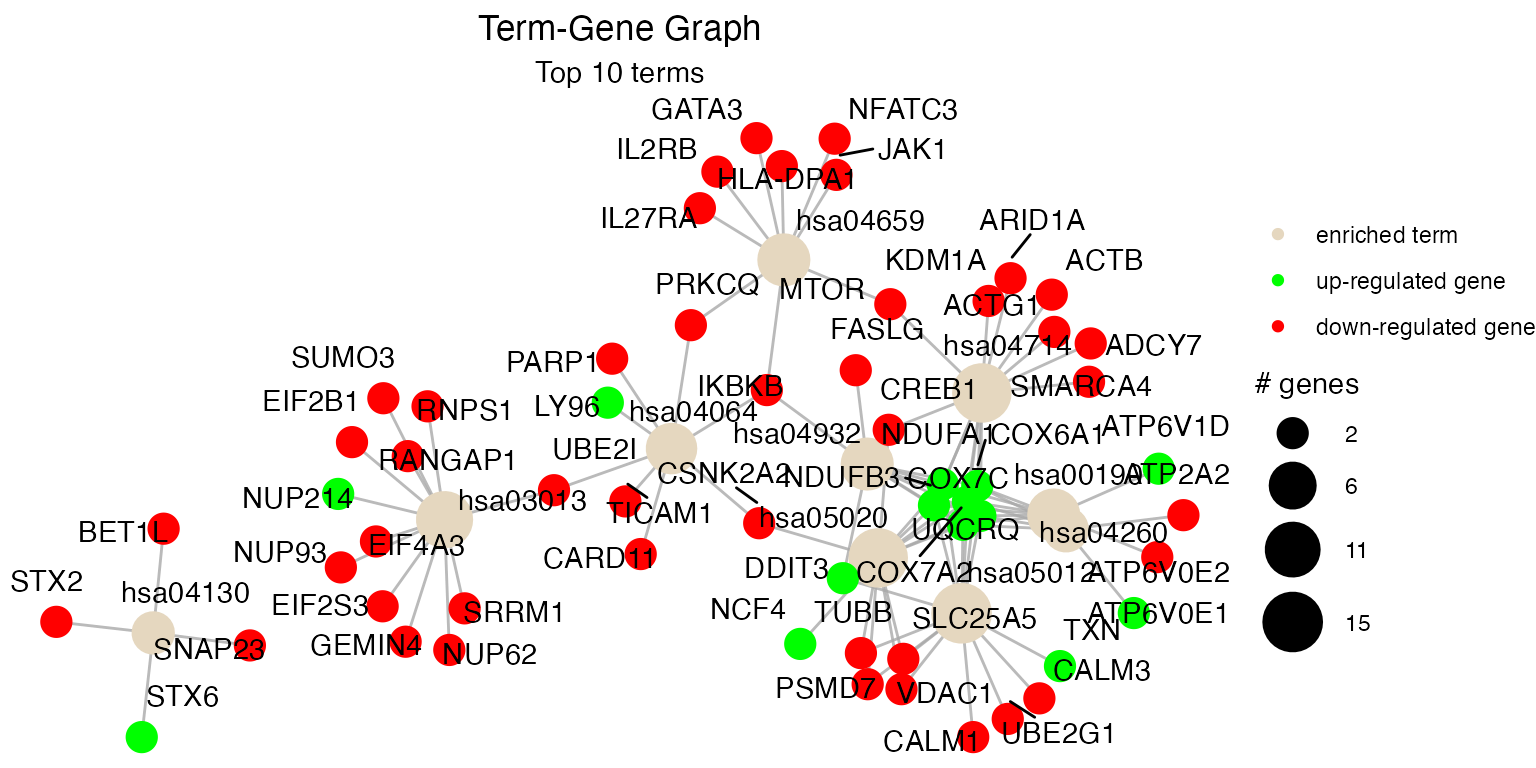 Term-Gene Graph
Top 10 terms
GATA3
NFATC3
IL2RB
JAK1
HLA-DPA1
IL27RA
hsa04659
ARID1A
KDM1A
ACTB
PRKCQ
MTOR
ACTG1
FASLG
hsa04714
ADCY7
SUMO3
PARP1
IKBKB
CREB1
SMARCA4
EIF2B1
RNPS1
LY96
hsa04064
hsa04932
NDUFA1
COX6A1
ATP6V1D
RANGAP1
UBE2I
CSNK2A2
NDUFB3
COX7C
hsa00190
ATP2A2
NUP214
hsa03013
TICAM1
hsa05020
UQCRQ
hsa04260
BET1L
NUP93
EIF4A3
CARD11
DDIT3
COX7A2
hsa05012
ATP6V0E2
STX2
hsa04130
EIF2S3
SRRM1
NCF4
TUBB
SLC25A5
ATP6V0E1
TXN
SNAP23
GEMIN4
NUP62
CALM3
STX6
PSMD7
VDAC1
CALM1
UBE2G1
enriched term
up-regulated gene
down-regulated gene
# genes
2
6
11
15